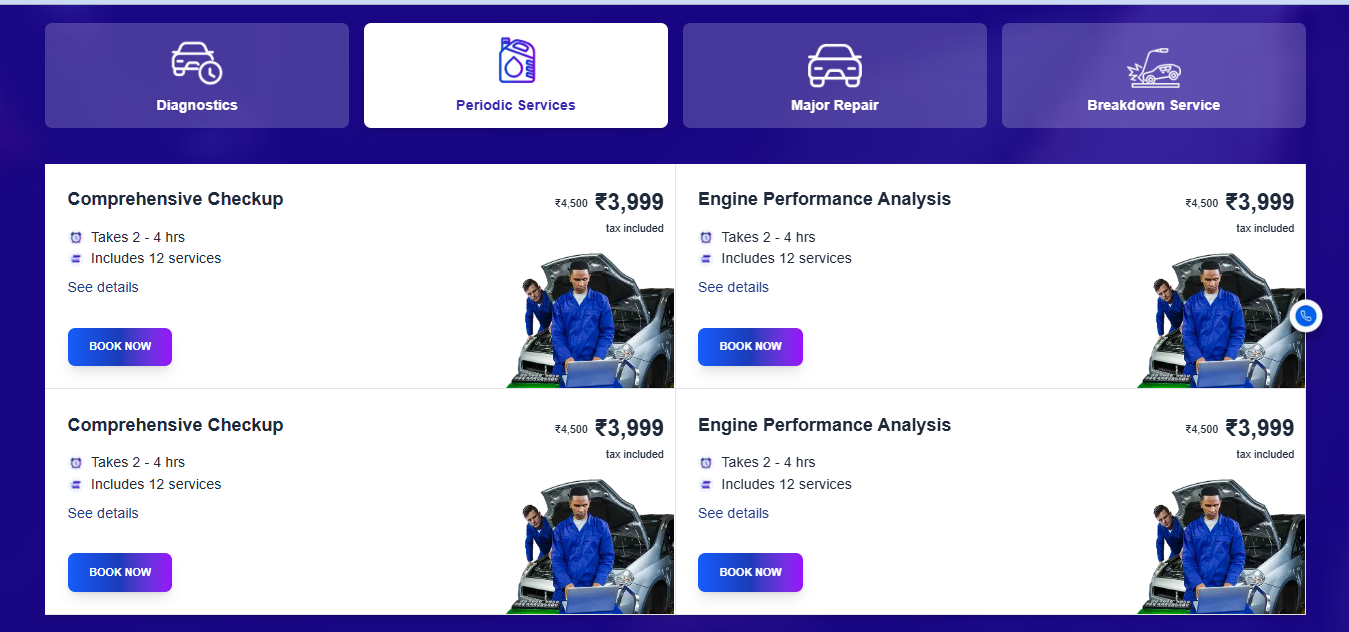 Diagnostics
Periodic Services
Major Repair
Breakdown Service
Comprehensive Checkup
₹4,500 ₹3,999
tax included
Takes 2 - 4 hrs
Includes 12 services
See details
BOOK NOW
Engine Performance Analysis
₹4,500 ₹3,999
tax included
Takes 2 - 4 hrs
Includes 12 services
See details
BOOK NOW
Comprehensive Checkup
₹4,500 ₹3,999
tax included
Takes 2 - 4 hrs
Includes 12 services
See details
BOOK NOW
Engine Performance Analysis
₹4,500 ₹3,999
tax included
Takes 2 - 4 hrs
Includes 12 services
See details
BOOK NOW